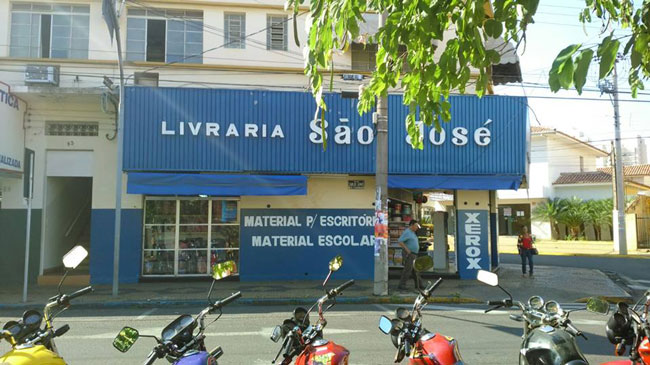 LIVRARIA São José
MATERIAL P/ ESCRITÓRIO
MATERIAL ESCOLAR
XEROX